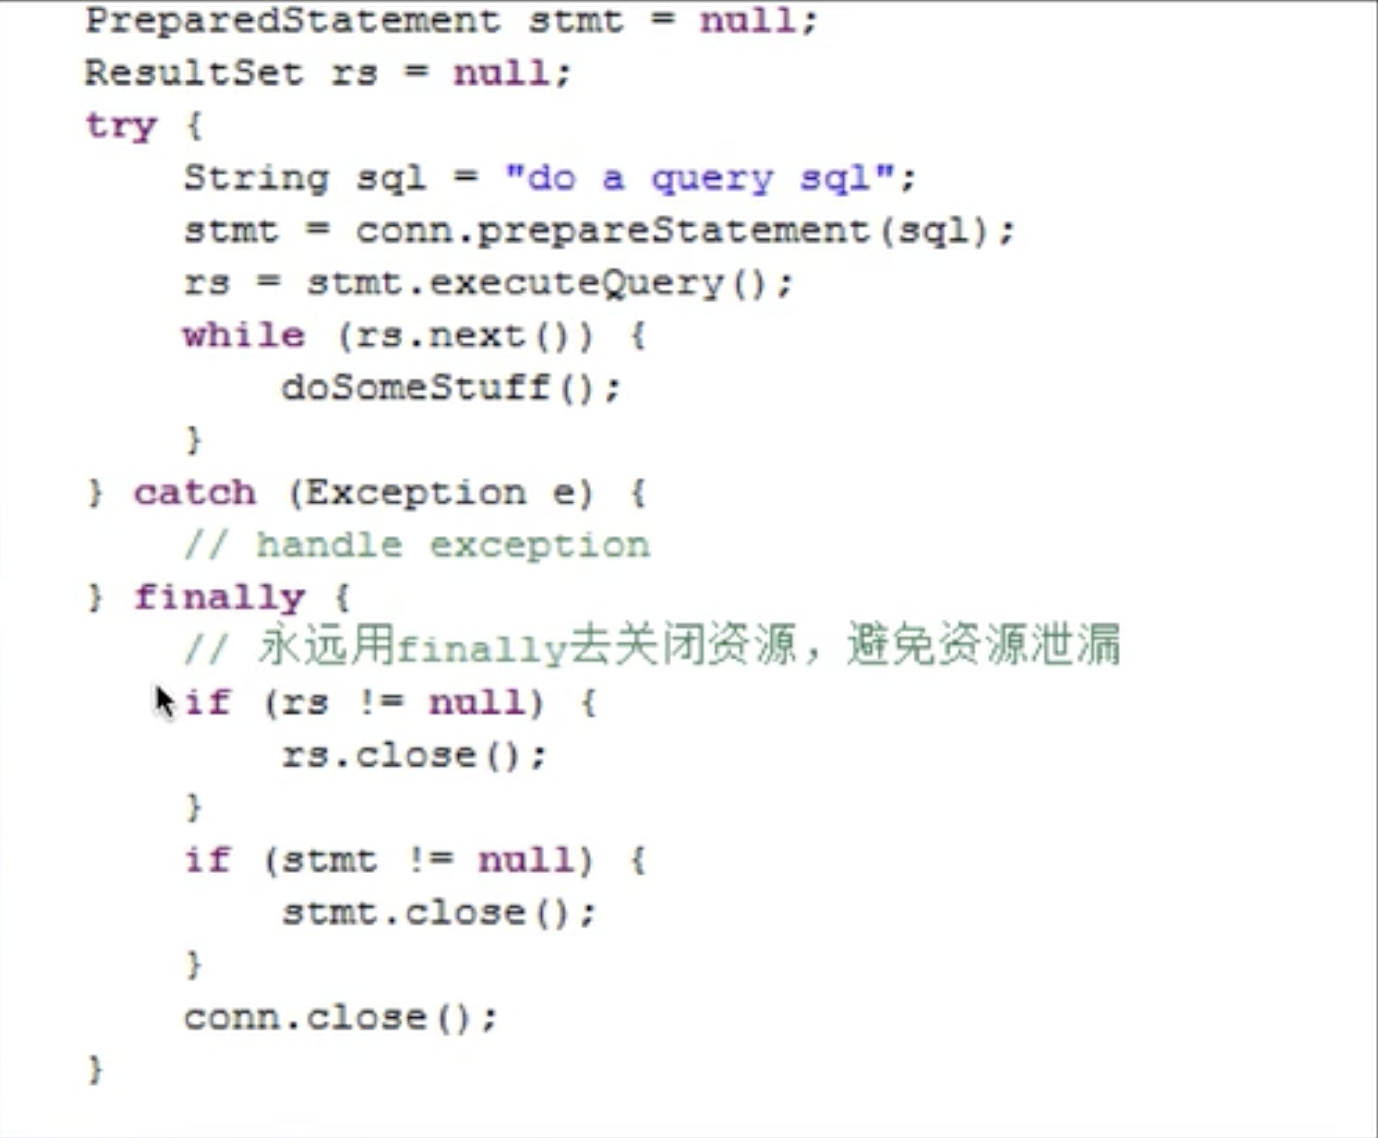 PreparedStatement stmt = null;
ResultSet rs = null;
try {
    String sql = "do a query sql";
    stmt = conn.prepareStatement(sql);
    rs = stmt.executeQuery();
    while (rs.next()) {
        doSomeStuff();
    }
} catch (Exception e) {
    // handle exception
} finally {
    // 永远用finally去关闭资源，避免资源泄漏
    if (rs != null) {
        rs.close();
    }
    if (stmt != null) {
        stmt.close();
    }
    conn.close();
}